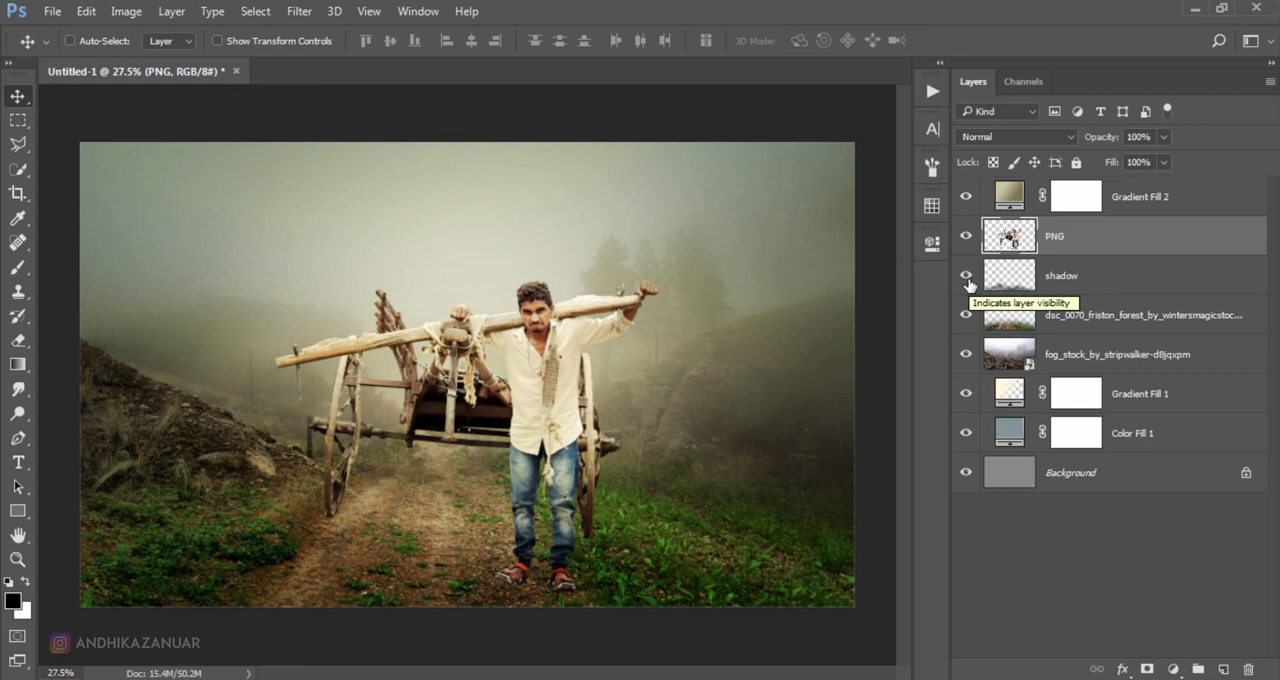 Ps File Edit Image Layer Type Select Filter 3D View Window Help
Auto-Select: Layer Show Transform Controls 3D Mode:
Untitled-1 @ 27.5% (PNG, RGB/8#) * ×
Layers Channels
Kind
Normal Opacity: 100%
Lock: Fill: 100%
Gradient Fill 2
PNG
shadow
Indicates layer visibility
dsc_0070_friston_forest_by_wintersmagicstoc...
fog_stock_by_stripwalker-d8jqxpm
Gradient Fill 1
Color Fill 1
Background
ANDHIKAZANUAR
27.5% Doc: 15.4M/50.2M